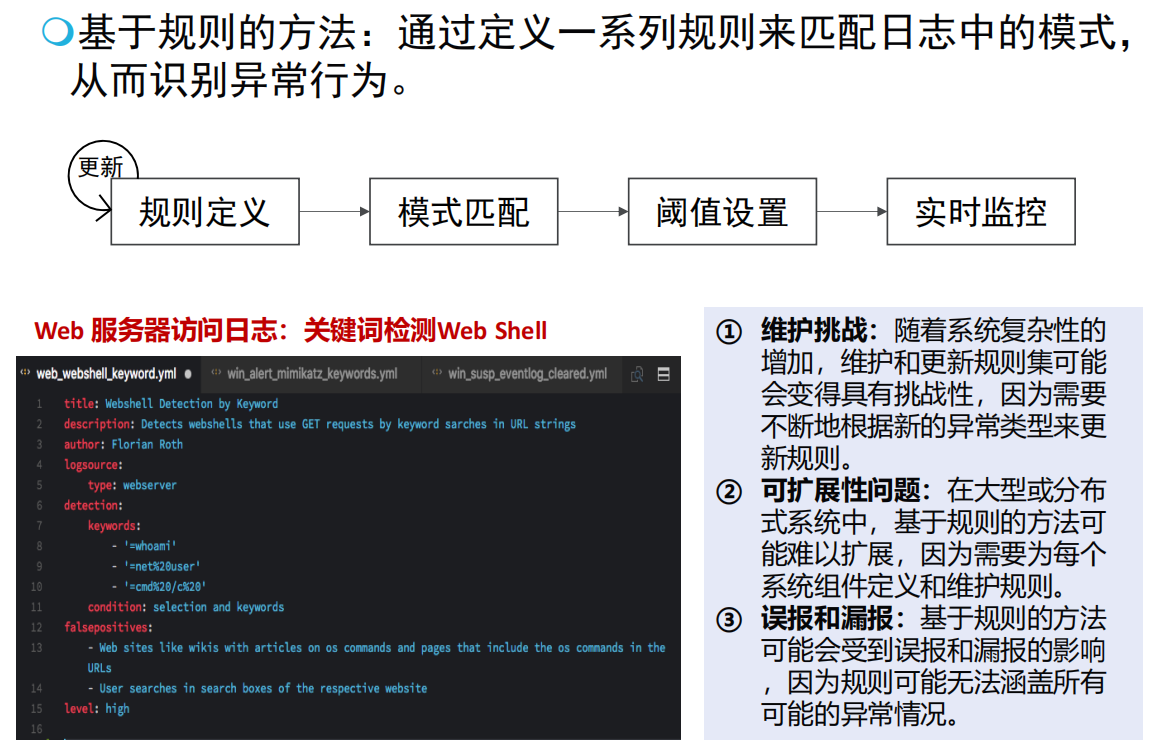 基于规则的方法：通过定义一系列规则来匹配日志中的模式，
从而识别异常行为。
更新
规则定义
模式匹配
阈值设置
实时监控
Web 服务器访问日志：关键词检测Web Shell
web_webshell_keyword.yml
win_alert_mimikatz_keywords.yml
win_susp_eventlog_cleared.yml
1 title: Webshell Detection by Keyword
2 description: Detects webshells that use GET requests by keyword sarches in URL strings
3 author: Florian Roth
4 logsource:
5 type: webserver
6 detection:
7 keywords:
8 - '=whoami'
9 - '=net%20user'
10 - '=cmd%20/c%20'
11 condition: selection and keywords
12 falsepositives:
13 - Web sites like wikis with articles on os commands and pages that include the os commands in the
URLs
14 - User searches in search boxes of the respective website
15 level: high
16
① 维护挑战：随着系统复杂性的
增加，维护和更新规则集可能
会变得具有挑战性，因为需要
不断地根据新的异常类型来更
新规则。
② 可扩展性问题：在大型或分布
式系统中，基于规则的方法可
能难以扩展，因为需要为每个
系统组件定义和维护规则。
③ 误报和漏报：基于规则的方法
可能会受到误报和漏报的影响
，因为规则可能无法涵盖所有
可能的异常情况。